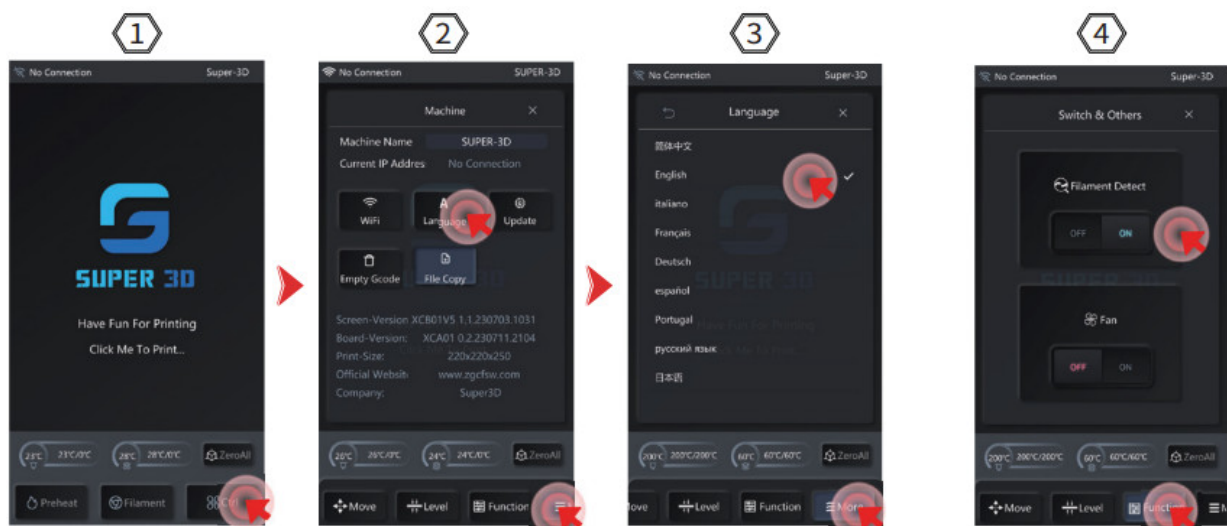 1
2
3
4
No Connection Super-3D
SUPER 3D
Have Fun For Printing
Click Me To Print...
23℃ 23℃/0℃ 28℃ 28℃/0℃ ZeroAll
Preheat Filament Ctrl
No Connection SUPER-3D
Machine ×
Machine Name SUPER-3D
Current IP Addres No Connection
WiFi Language Update
Empty Gcode File Copy
Screen-Version XCB01V5.1.1.230703.1031
Board-Version: XCA01 0.2.230711.2104
Print-Size: 220x220x250
Official Website www.zgcfsw.com
Company: Super3D
26℃ 26℃/0℃ 24℃ 24℃/0℃ ZeroAll
Move Level Function
No Connection Super-3D
Language ×
简体中文
English
italiano
Français
Deutsch
español
Portugal
русский язык
日本语
200℃ 200℃/200℃ 60℃ 60℃/60℃ ZeroAll
ove Level Function More
No Connection Super-3D
Switch & Others ×
Filament Detect
OFF ON
Fan
OFF ON
200℃ 200℃/200℃ 60℃ 60℃/60℃ ZeroAll
Move Level Function